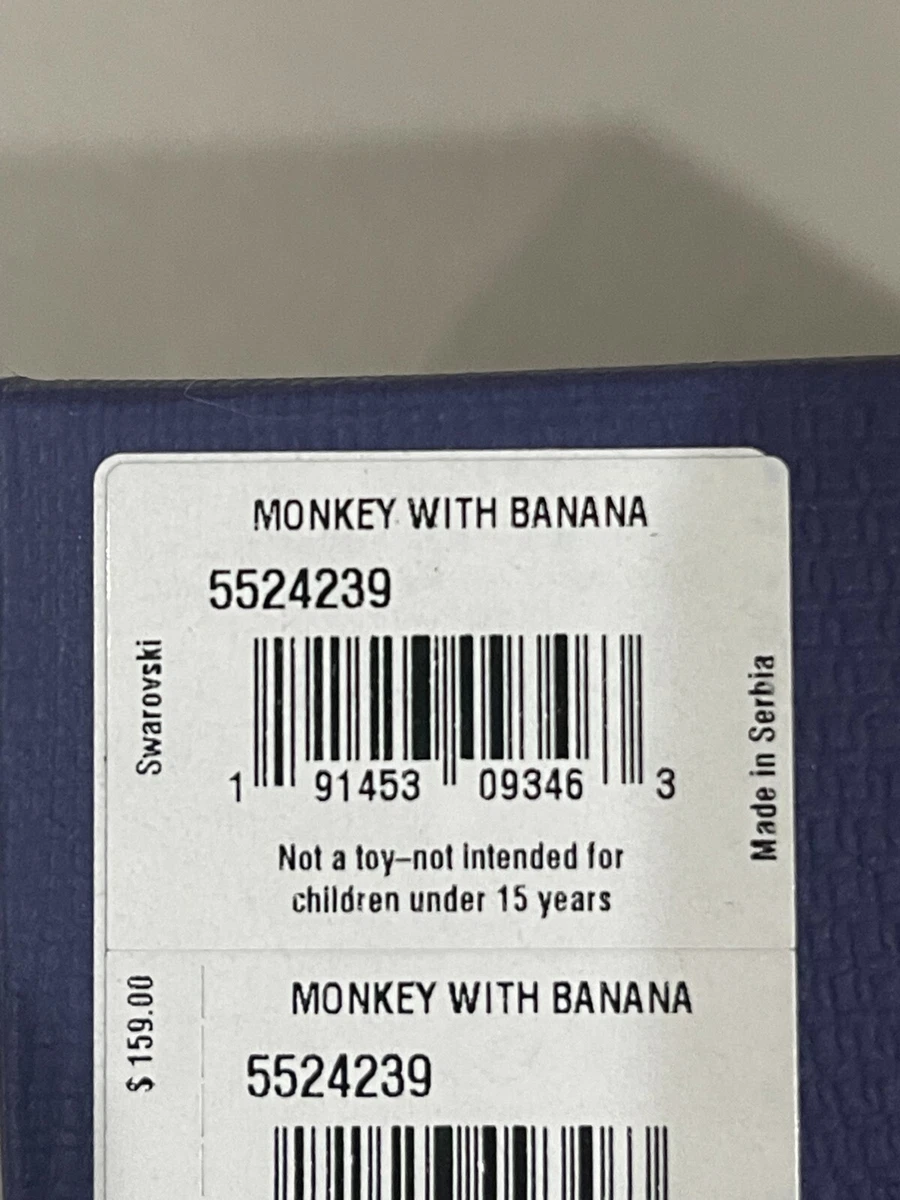 MONKEY WITH BANANA
5524239
Swarovski
1 91453 09346 3
Made in Serbia
Not a toy–not intended for
children under 15 years
$ 159.00
MONKEY WITH BANANA
5524239